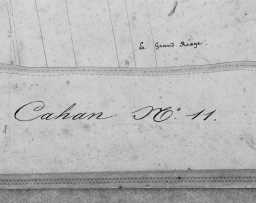 Le Grand Rouge
Cahan N.° 11.